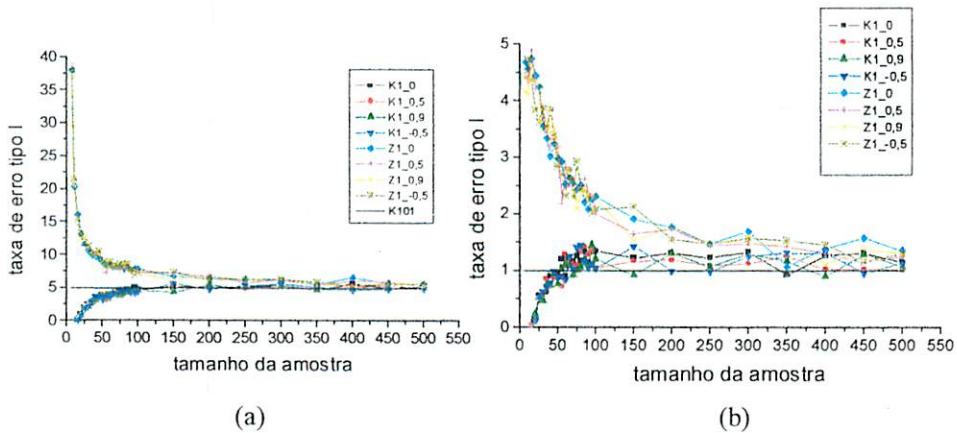 taxa de erro tipo I
40
35
30
25
20
15
10
5
0
0 50 100 150 200 250 300 350 400 450 500 550
tamanho da amostra
K1_0
K1_0,5
K1_0,9
K1_-0,5
Z1_0
Z1_0,5
Z1_0,9
Z1_-0,5
K101
(a)
taxa de erro tipo I
5
4
3
2
1
0
0 50 100 150 200 250 300 350 400 450 500 550
tamanho da amostra
K1_0
K1_0,5
K1_0,9
K1_-0,5
Z1_0
Z1_0,5
Z1_0,9
Z1_-0,5
(b)